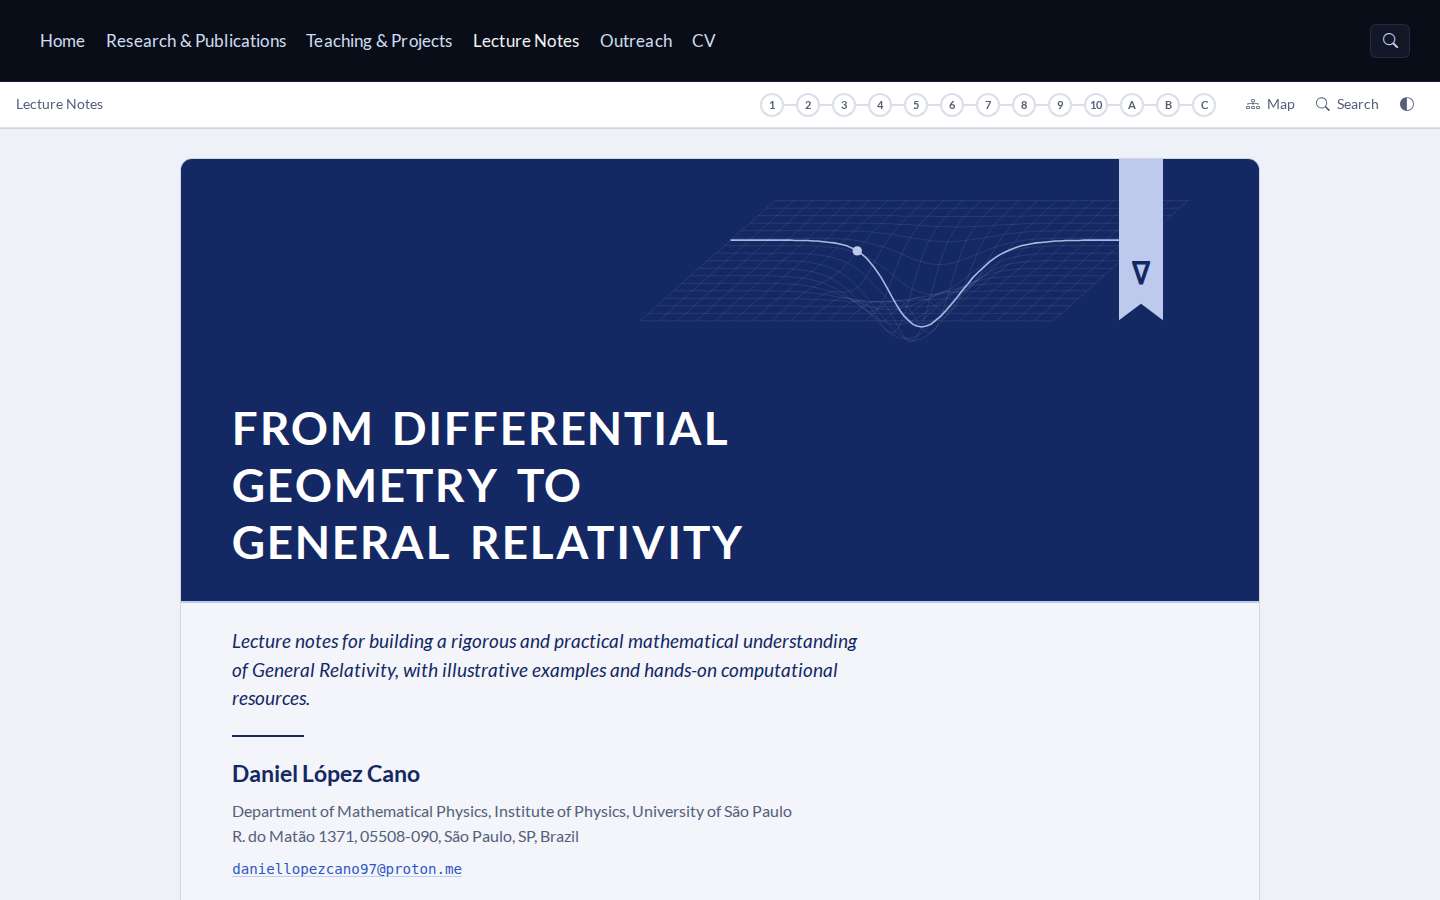 Home Research & Publications Teaching & Projects Lecture Notes Outreach CV
Lecture Notes 1 2 3 4 5 6 7 8 9 10 A B C Map Search
∇
FROM DIFFERENTIAL
GEOMETRY TO
GENERAL RELATIVITY
Lecture notes for building a rigorous and practical mathematical understanding
of General Relativity, with illustrative examples and hands-on computational
resources.
Daniel López Cano
Department of Mathematical Physics, Institute of Physics, University of São Paulo
R. do Matão 1371, 05508-090, São Paulo, SP, Brazil
daniellopezcano97@proton.me